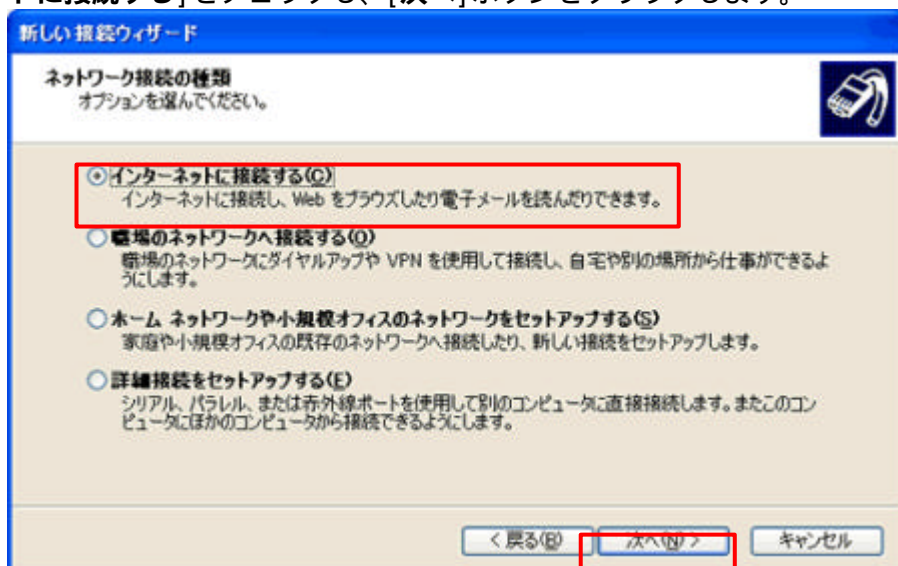 トに接続する]をチェックし、[次へ]ボタンをクリックします。
新しい接続ウィザード
ネットワーク接続の種類
オプションを選んでください。
インターネットに接続する(C)
インターネットに接続し、Web をブラウズしたり電子メールを読んだりできます。
職場のネットワークへ接続する(O)
職場のネットワークにダイヤルアップや VPN を使用して接続し、自宅や別の場所から仕事ができるよ
うにします。
ホーム ネットワークや小規模オフィスのネットワークをセットアップする(S)
家庭や小規模オフィスの既存のネットワークへ接続したり、新しい接続をセットアップします。
詳細接続をセットアップする(E)
シリアル、パラレル、または赤外線ポートを使用して別のコンピュータに直接接続します。またこのコン
ピュータにほかのコンピュータから接続できるようにします。
< 戻る(B) 次へ(N) > キャンセル